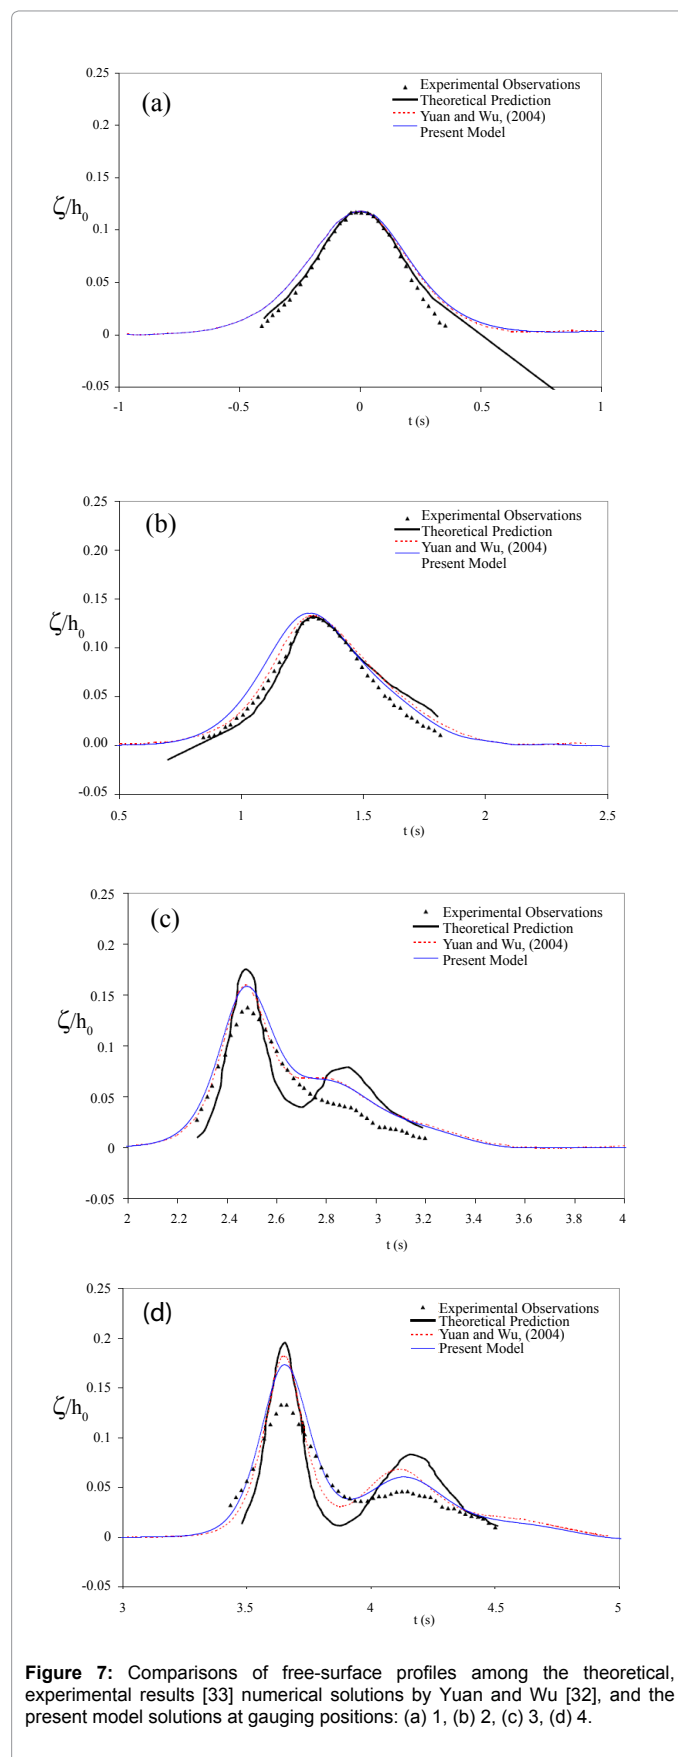 0.25
(a)
Experimental Observations
Theoretical Prediction
Yuan and Wu, (2004)
Present Model
0.2
0.15
ζ/h0
0.1
0.05
0
-0.05
-1 -0.5 0 0.5 1
t (s)
0.25
(b)
Experimental Observations
Theoretical Prediction
Yuan and Wu, (2004)
Present Model
0.20
0.15
ζ/h0
0.10
0.05
0.00
-0.05
0.5 1 1.5 2 2.5
t (s)
0.25
(c)
Experimental Observations
Theoretical Prediction
Yuan and Wu, (2004)
Present Model
0.2
0.15
ζ/h0
0.1
0.05
0
-0.05
2 2.2 2.4 2.6 2.8 3 3.2 3.4 3.6 3.8 4
t (s)
0.25
(d)
Experimental Observations
Theoretical Prediction
Yuan and Wu, (2004)
Present Model
0.2
0.15
ζ/h0
0.1
0.05
0
-0.05
3 3.5 4 4.5 5
t (s)
Figure 7: Comparisons of free-surface profiles among the theoretical,
experimental results [33] numerical solutions by Yuan and Wu [32], and the
present model solutions at gauging positions: (a) 1, (b) 2, (c) 3, (d) 4.